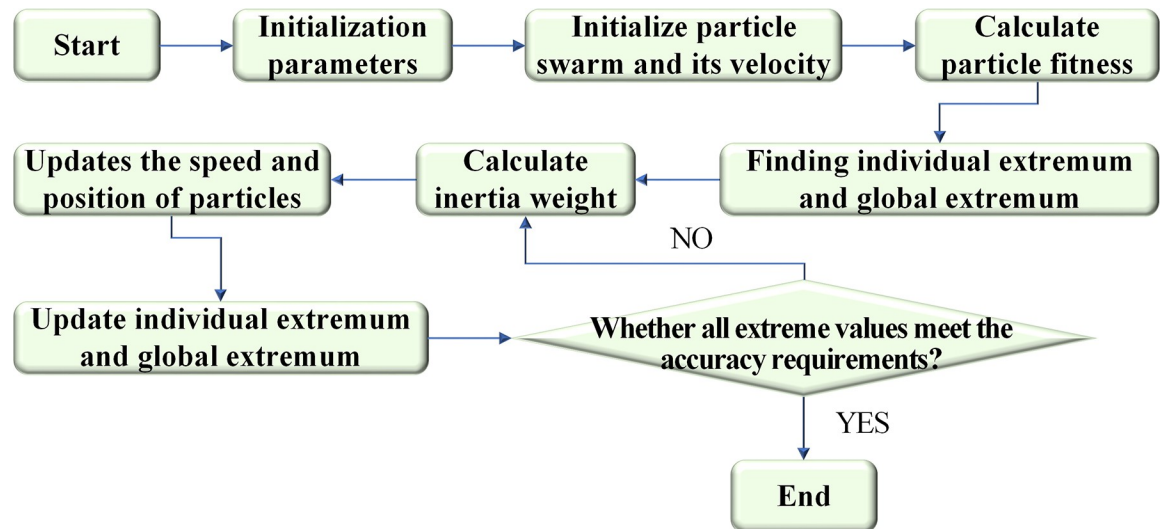 Start
Initialization
parameters
Initialize particle
swarm and its velocity
Calculate
particle fitness
Finding individual extremum
and global extremum
Calculate
inertia weight
Updates the speed and
position of particles
NO
Update individual extremum
and global extremum
Whether all extreme values meet the
accuracy requirements?
YES
End